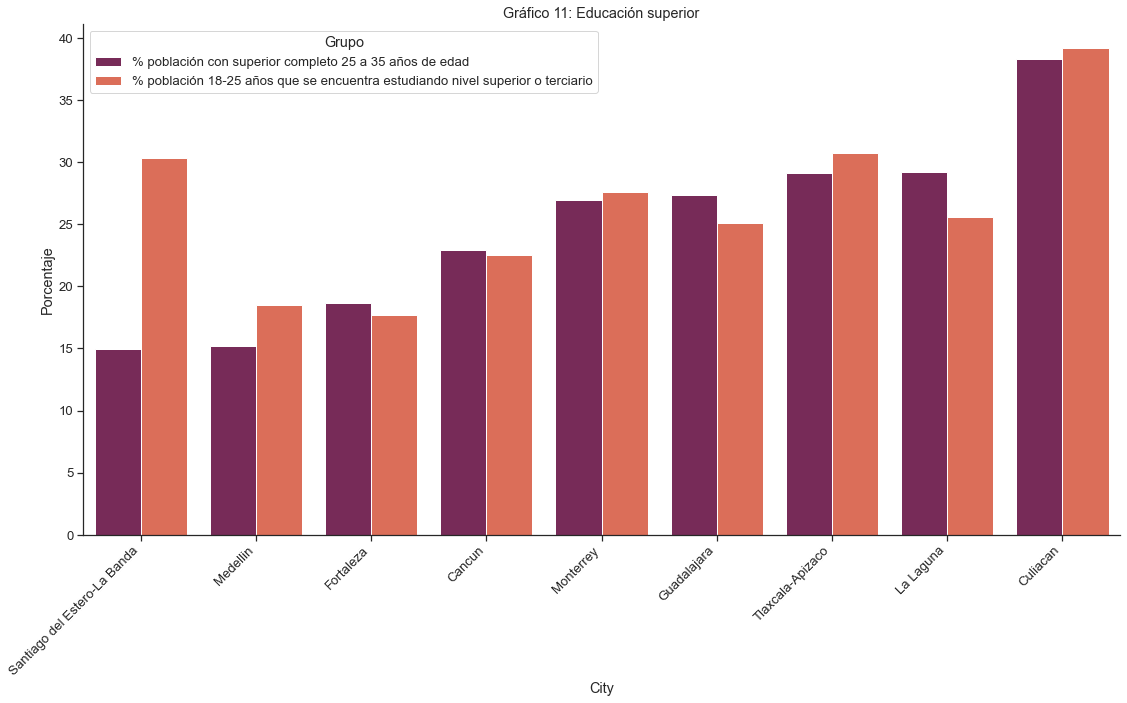 Gráfico 11: Educación superior
Grupo
% población con superior completo 25 a 35 años de edad
% población 18-25 años que se encuentra estudiando nivel superior o terciario
Porcentaje
40
35
30
25
20
15
10
5
0
Santiago del Estero-La Banda
Medellin
Fortaleza
Cancun
Monterrey
Guadalajara
Tlaxcala-Apizaco
La Laguna
Culiacan
City